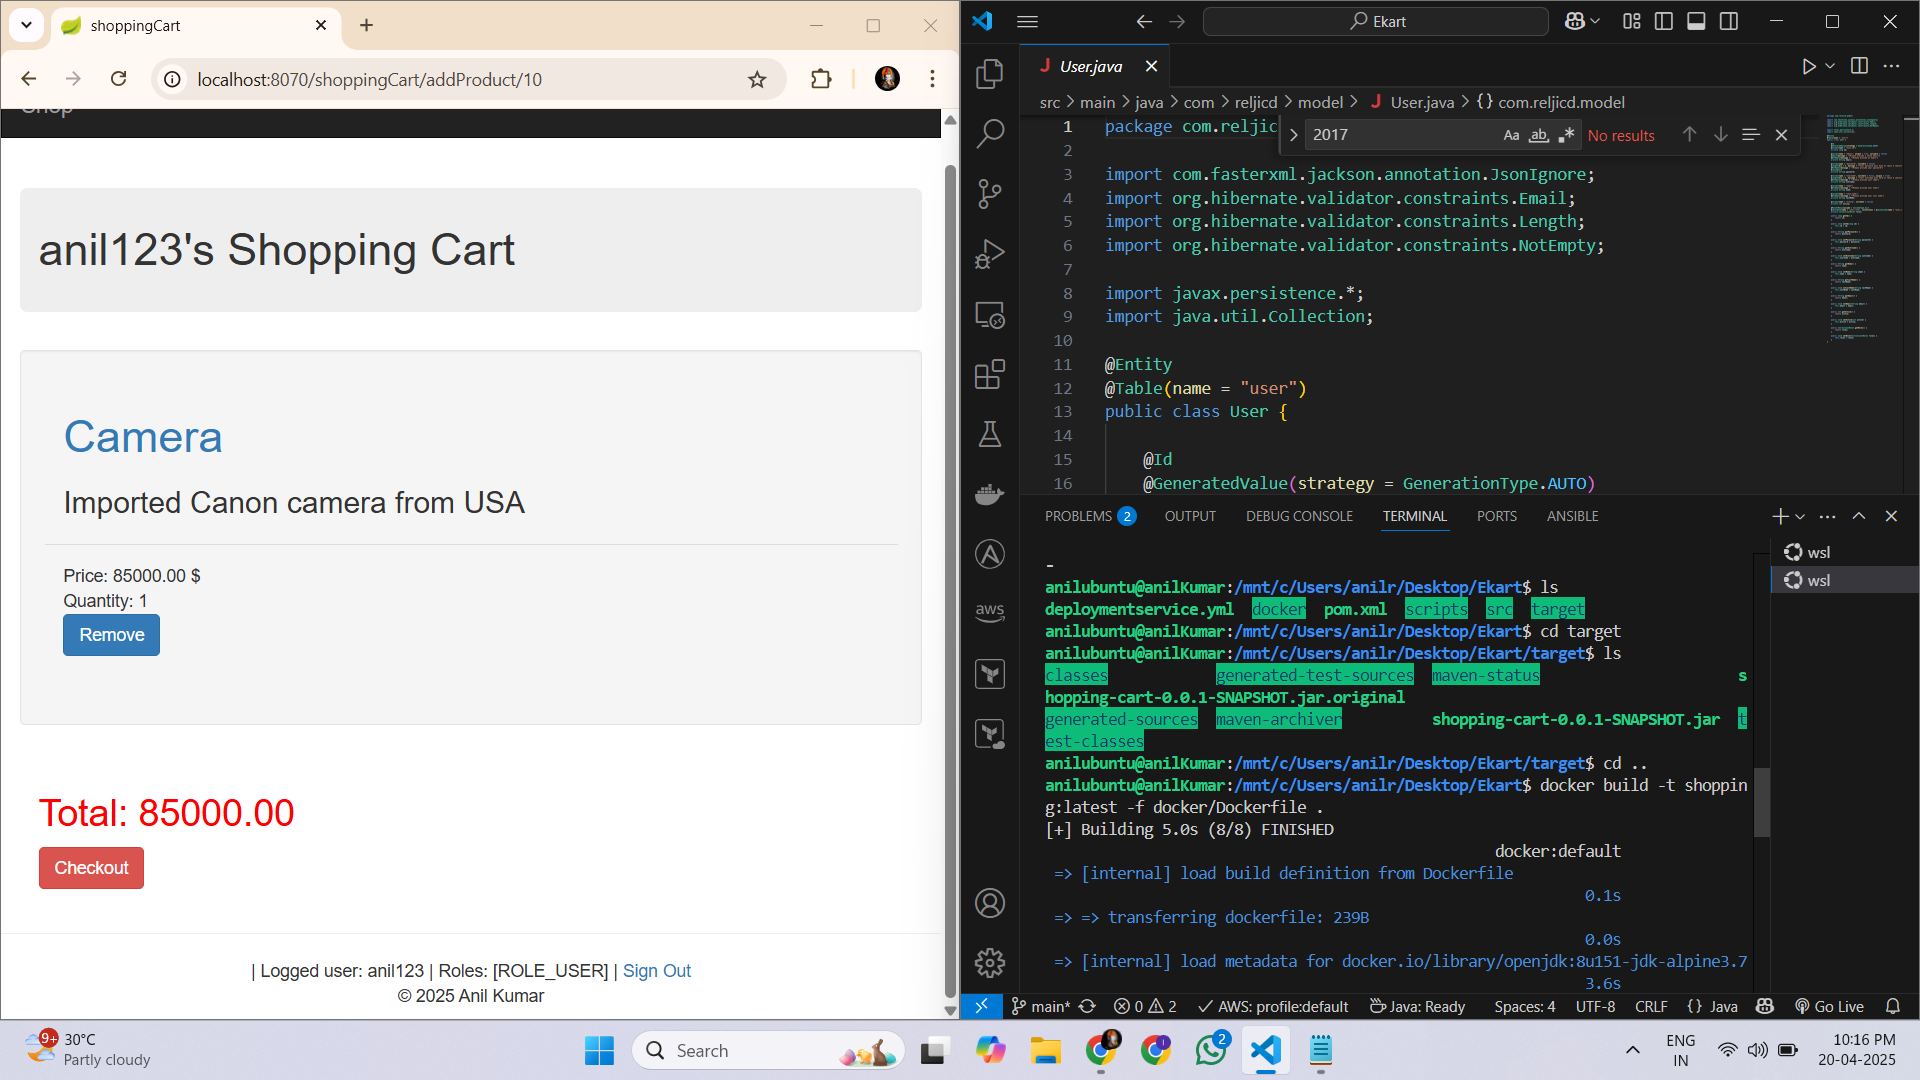 shoppingCart
localhost:8070/shoppingCart/addProduct/10
Shop
anil123's Shopping Cart
Camera
Imported Canon camera from USA
Price: 85000.00 $
Quantity: 1
Remove
Total: 85000.00
Checkout
| Logged user: anil123 | Roles: [ROLE_USER] | Sign Out
© 2025 Anil Kumar
Ekart
J User.java
src > main > java > com > reljicd > model > J User.java > {} com.reljicd.model
2017
Aa ab .*
No results
1 package com.reljic
2
3 import com.fasterxml.jackson.annotation.JsonIgnore;
4 import org.hibernate.validator.constraints.Email;
5 import org.hibernate.validator.constraints.Length;
6 import org.hibernate.validator.constraints.NotEmpty;
7
8 import javax.persistence.*;
9 import java.util.Collection;
10
11 @Entity
12 @Table(name = "user")
13 public class User {
14
15 @Id
16 @GeneratedValue(strategy = GenerationType.AUTO)
PROBLEMS 2 OUTPUT DEBUG CONSOLE TERMINAL PORTS ANSIBLE
wsl
wsl
-
anilubuntu@anilKumar:/mnt/c/Users/anilr/Desktop/Ekart$ ls
deploymentservice.yml docker pom.xml scripts src target
anilubuntu@anilKumar:/mnt/c/Users/anilr/Desktop/Ekart$ cd target
anilubuntu@anilKumar:/mnt/c/Users/anilr/Desktop/Ekart/target$ ls
classes generated-test-sources maven-status s
hopping-cart-0.0.1-SNAPSHOT.jar.original
generated-sources maven-archiver shopping-cart-0.0.1-SNAPSHOT.jar t
est-classes
anilubuntu@anilKumar:/mnt/c/Users/anilr/Desktop/Ekart/target$ cd ..
anilubuntu@anilKumar:/mnt/c/Users/anilr/Desktop/Ekart$ docker build -t shoppin
g:latest -f docker/Dockerfile .
[+] Building 5.0s (8/8) FINISHED
docker:default
=> [internal] load build definition from Dockerfile
0.1s
=> => transferring dockerfile: 239B
0.0s
=> [internal] load metadata for docker.io/library/openjdk:8u151-jdk-alpine3.7
3.6s
aws
main* 0 2 AWS: profile:default Java: Ready Spaces: 4 UTF-8 CRLF {} Java Go Live
9+
30°C
Partly cloudy
Search
2
ENG
IN
10:16 PM
20-04-2025